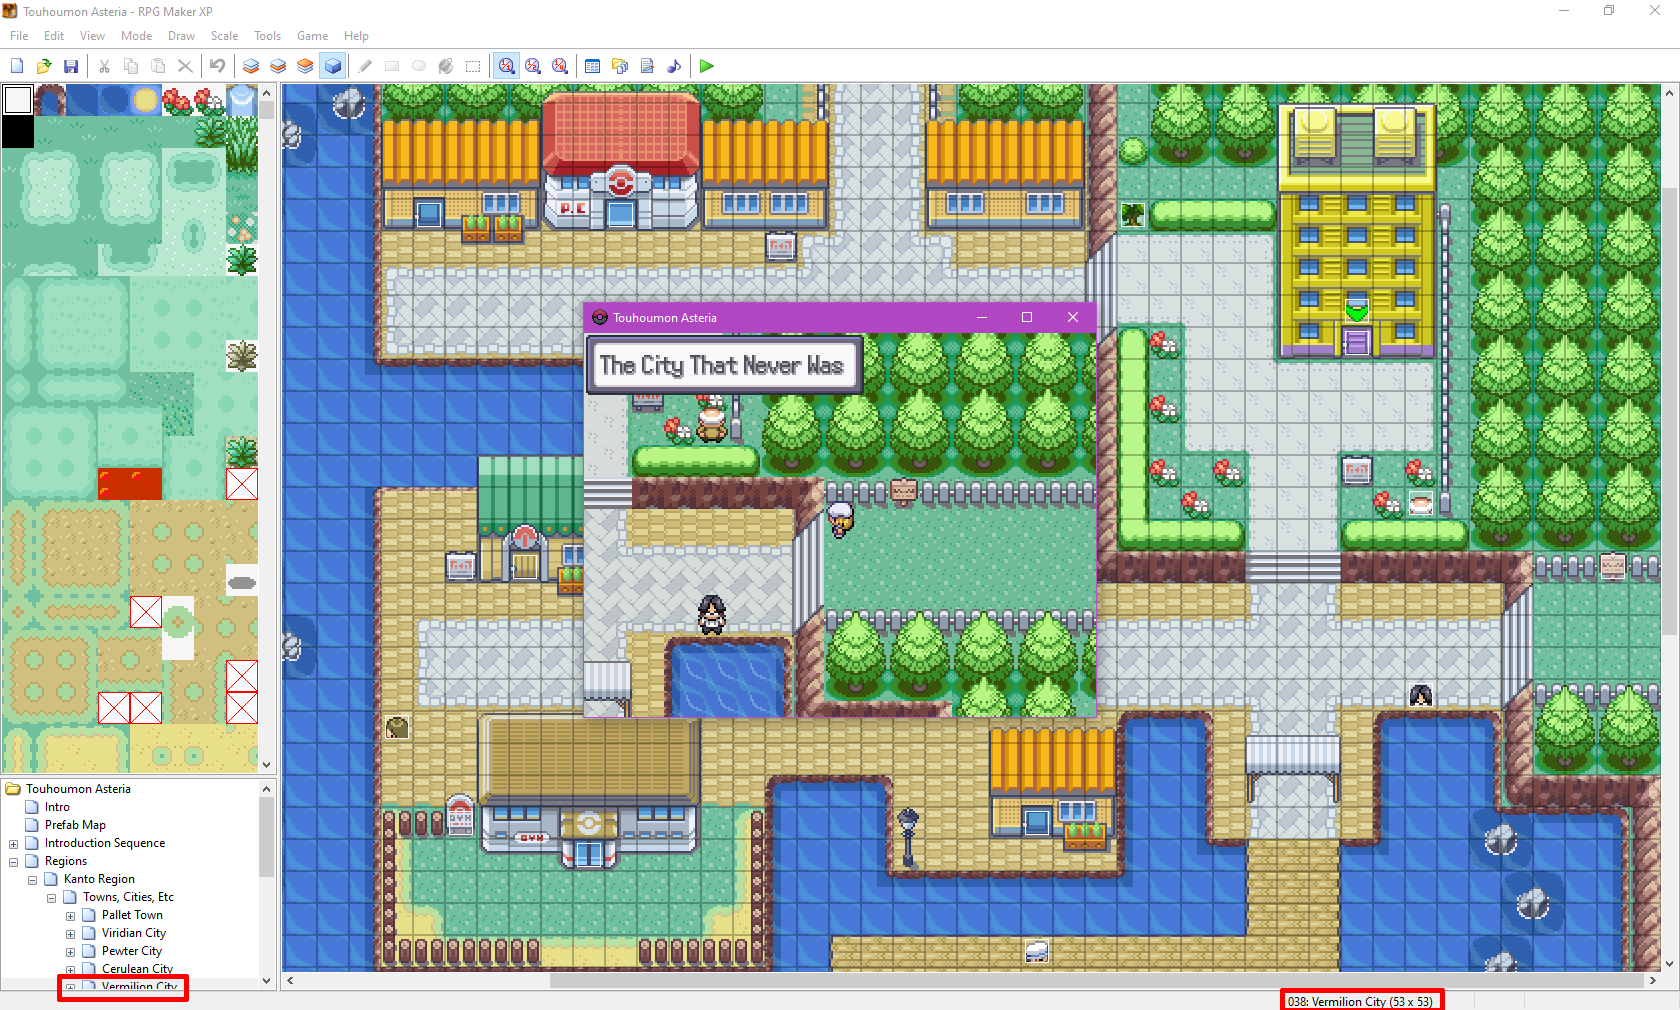 Touhoumon Asteria - RPG Maker XP
File Edit View Mode Draw Scale Tools Game Help
P.C
Touhoumon Asteria
The City That Never Was
GYM
Touhoumon Asteria
Intro
Prefab Map
Introduction Sequence
Regions
Kanto Region
Towns, Cities, Etc
Pallet Town
Viridian City
Pewter City
Cerulean City
Vermilion City
038: Vermilion City (53 x 53)